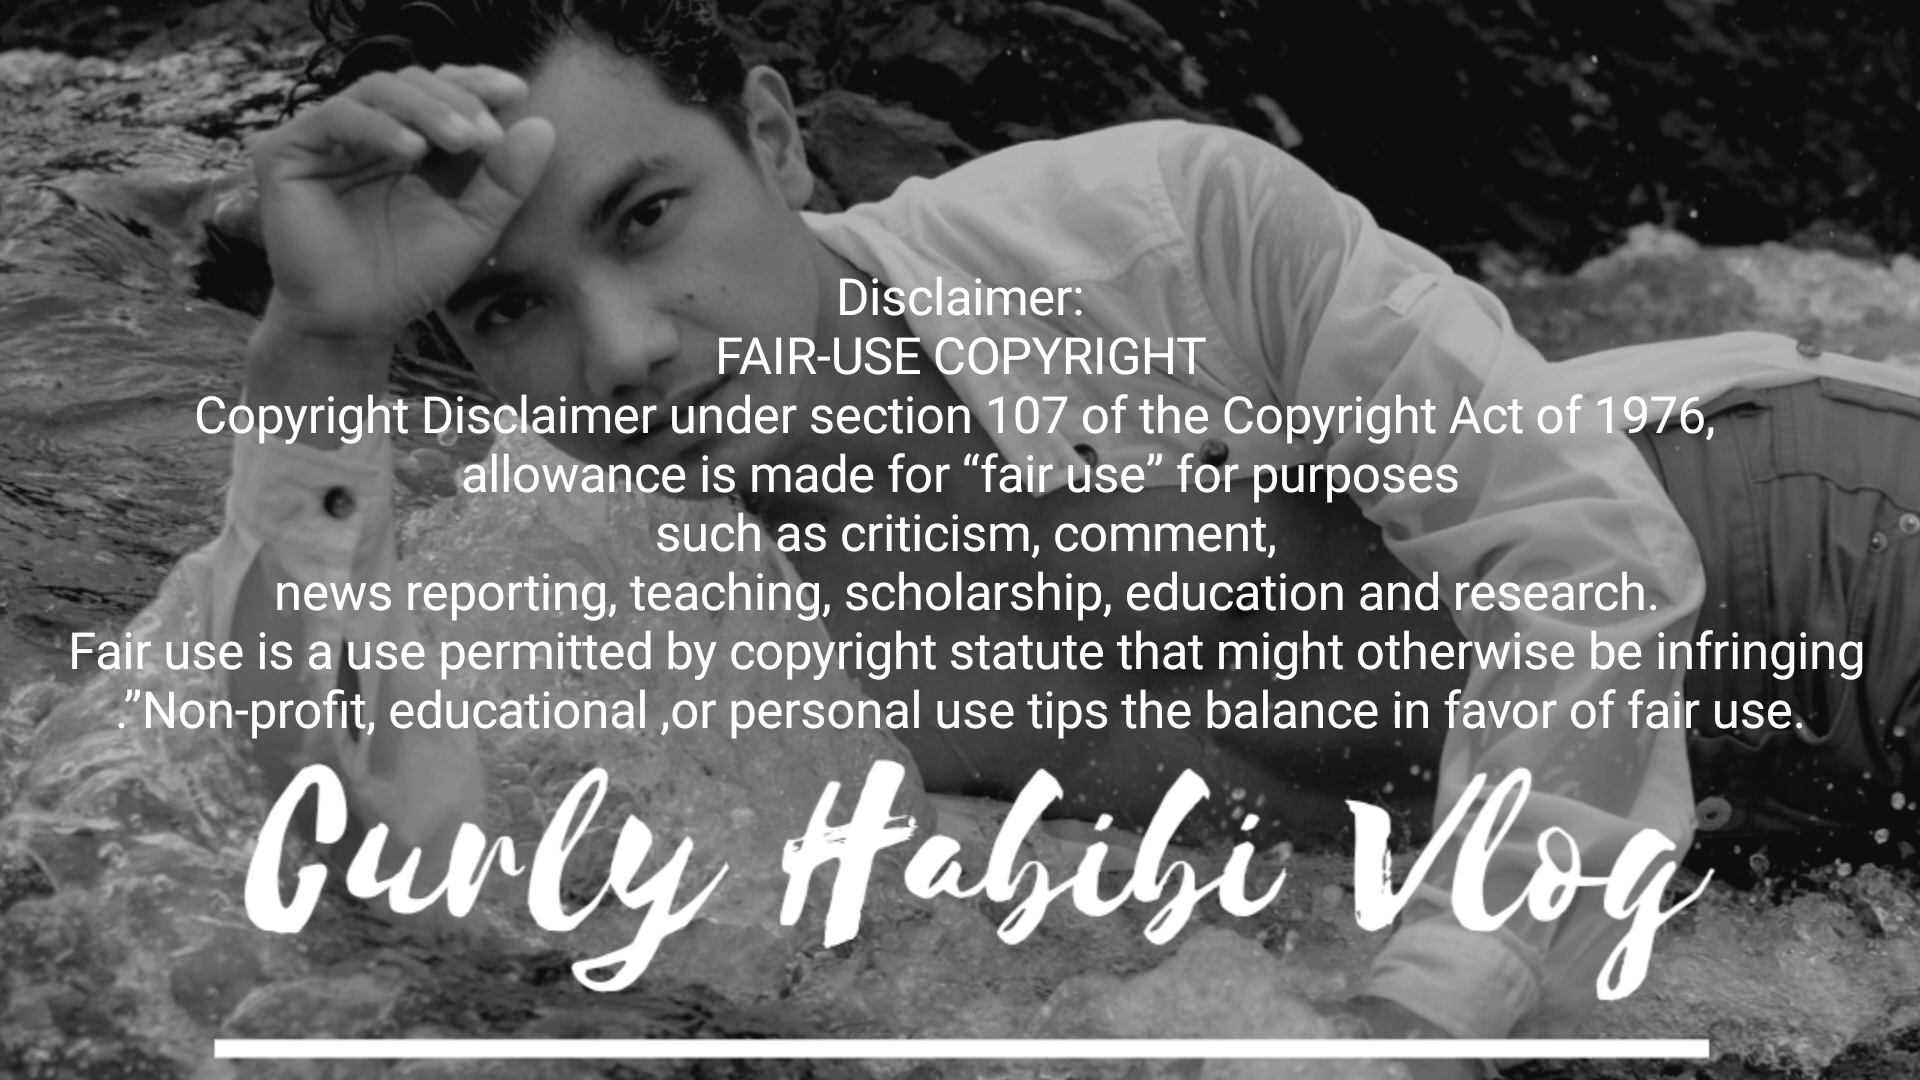 Disclaimer:
FAIR-USE COPYRIGHT
Copyright Disclaimer under section 107 of the Copyright Act of 1976,
allowance is made for “fair use” for purposes
such as criticism, comment,
news reporting, teaching, scholarship, education and research.
Fair use is a use permitted by copyright statute that might otherwise be infringing
.”Non-profit, educational ,or personal use tips the balance in favor of fair use.
Curly Habibi Vlog